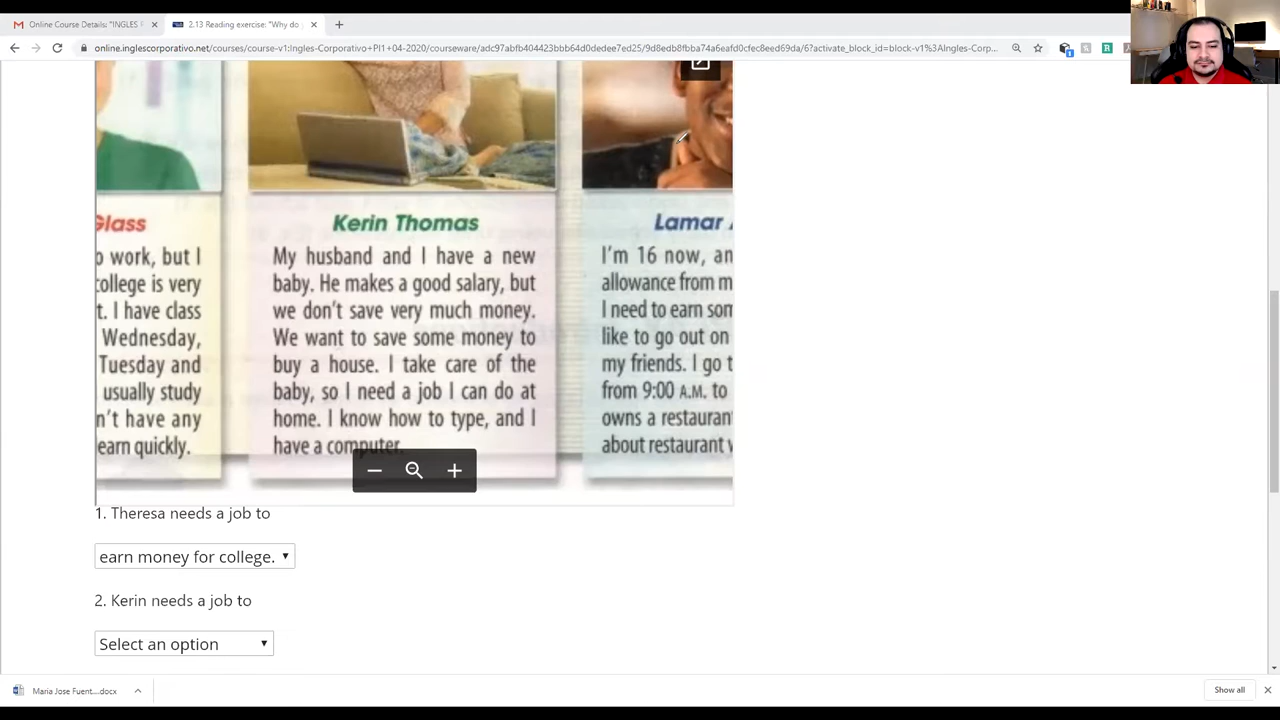 Online Course Details: "INGLES
2.13 Reading exercise: "Why do
online.inglescorporativo.net/courses/course-v1:Ingles-Corporativo+PI1+04-2020/courseware/adc97abfb404423bbb64d0dedee7ed25/9d8edb8fbba74a6eafd0cfec8eed69da/6?activate_block_id=block-v1%3AIngles-Corp...
Glass
o work, but I
college is very
t. I have class
Wednesday,
Tuesday and
usually study
n't have any
earn quickly.
Kerin Thomas
My husband and I have a new
baby. He makes a good salary, but
we don't save very much money.
We want to save some money to
buy a house. I take care of the
baby, so I need a job I can do at
home. I know how to type, and I
have a computer.
Lamar
I'm 16 now, an
allowance from m
I need to earn som
like to go out on
my friends. I go t
from 9:00 A.M. to
owns a restaurant
about restaurant
1. Theresa needs a job to
earn money for college.
2. Kerin needs a job to
Select an option
Maria Jose Fuent....docx
Show all